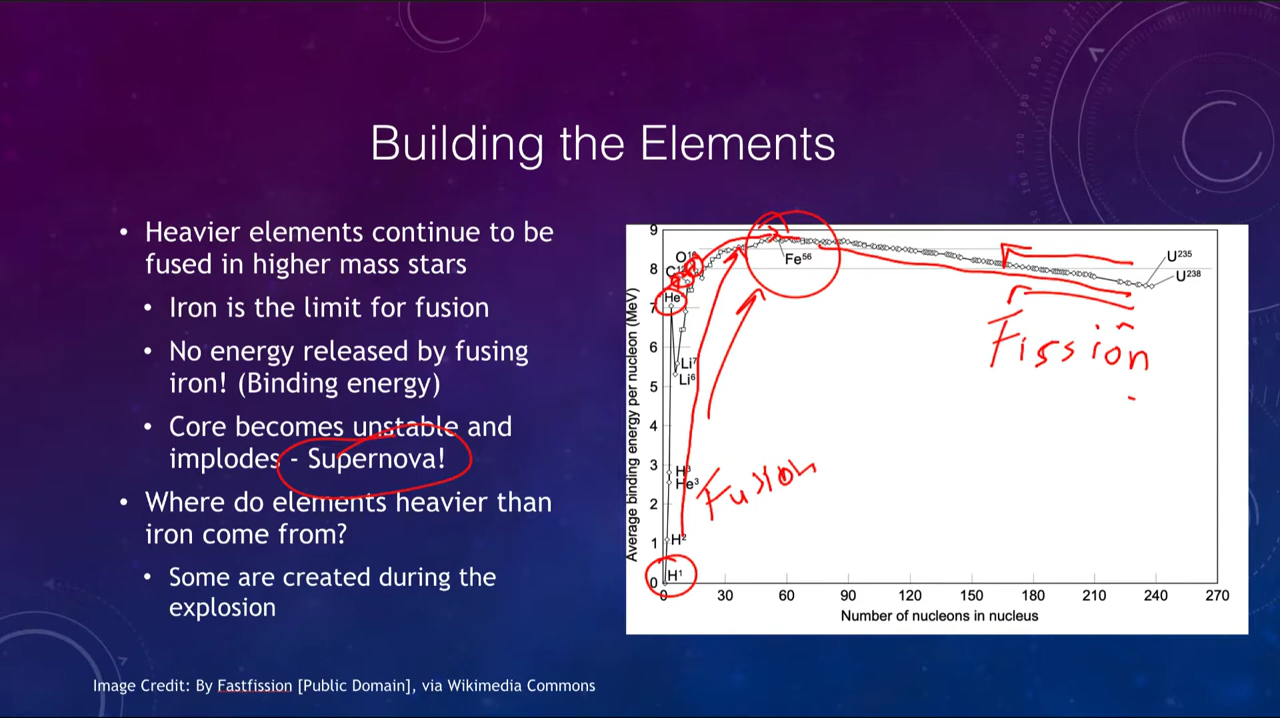 Building the Elements
• Heavier elements continue to be
fused in higher mass stars
• Iron is the limit for fusion
• No energy released by fusing
iron! (Binding energy)
• Core becomes unstable and
implodes - Supernova!
• Where do elements heavier than
iron come from?
• Some are created during the
explosion
Image Credit: By Fastfission [Public Domain], via Wikimedia Commons
Average binding energy per nucleon (MeV)
9
8
7
6
5
4
3
2
1
0
O¹⁶
C¹²
He⁴
Li⁷
Li⁶
H³
He³
H²
H¹
Fe⁵⁶
U²³⁵
U²³⁸
Fission
Fusion
0 30 60 90 120 150 180 210 240 270
Number of nucleons in nucleus